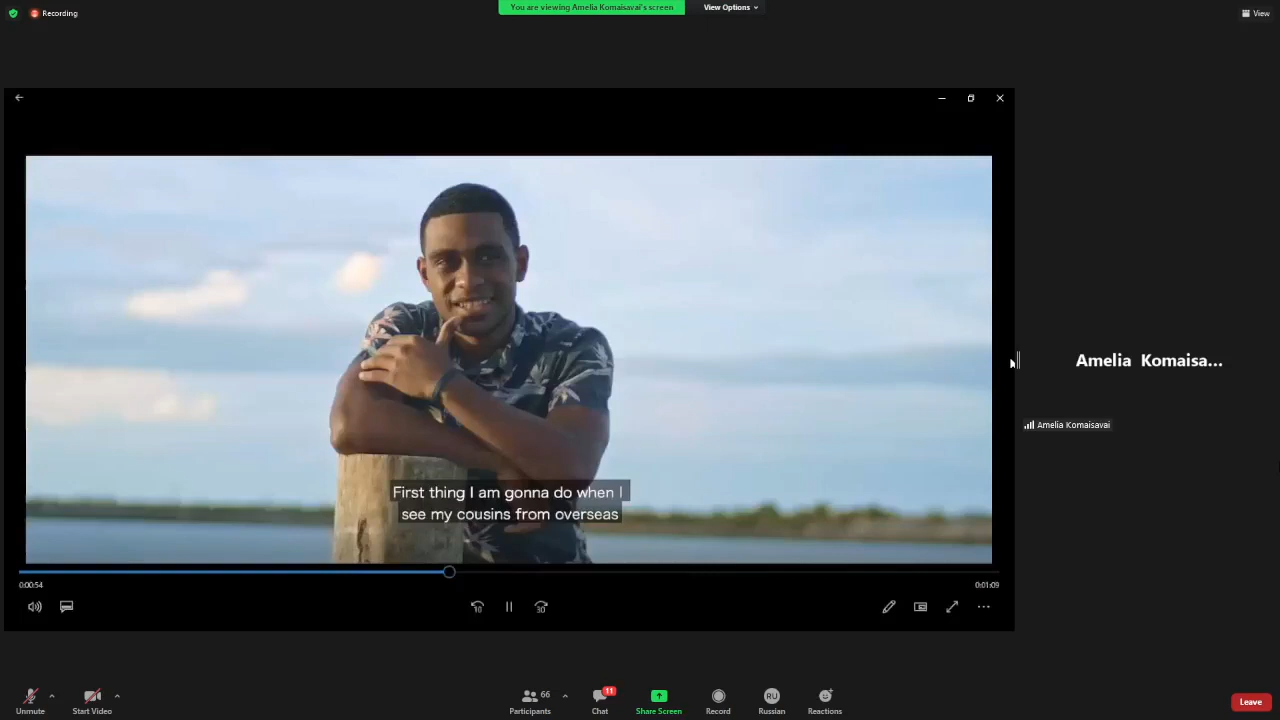 Recording
You are viewing Amelia Komaisavai's screen
View Options
View
First thing I am gonna do when I
see my cousins from overseas
Amelia Komaisa...
Amelia Komaisavai
0:00:54
0:01:09
10
30
Unmute
Start Video
66
Participants
11
Chat
Share Screen
Record
RU
Russian
Reactions
Leave